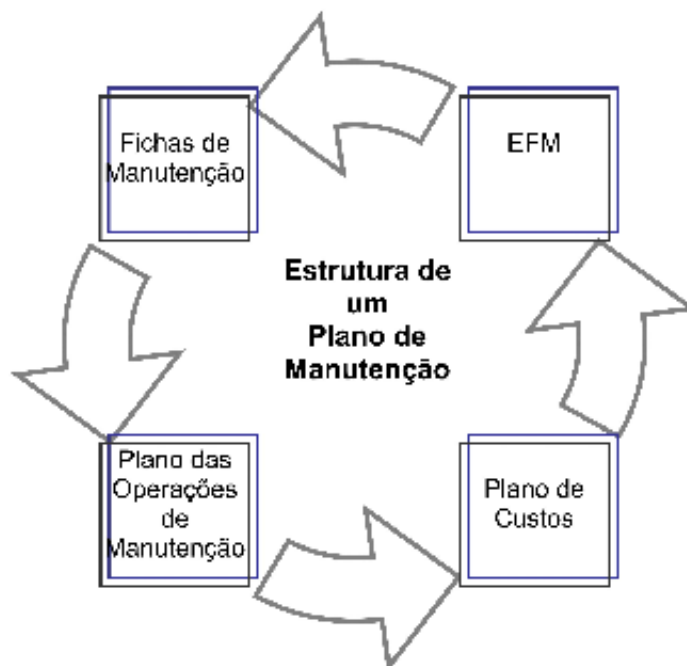 Fichas de
Manutenção
EFM
Estrutura de
um
Plano de
Manutenção
Plano das
Operações
de
Manutenção
Plano de
Custos